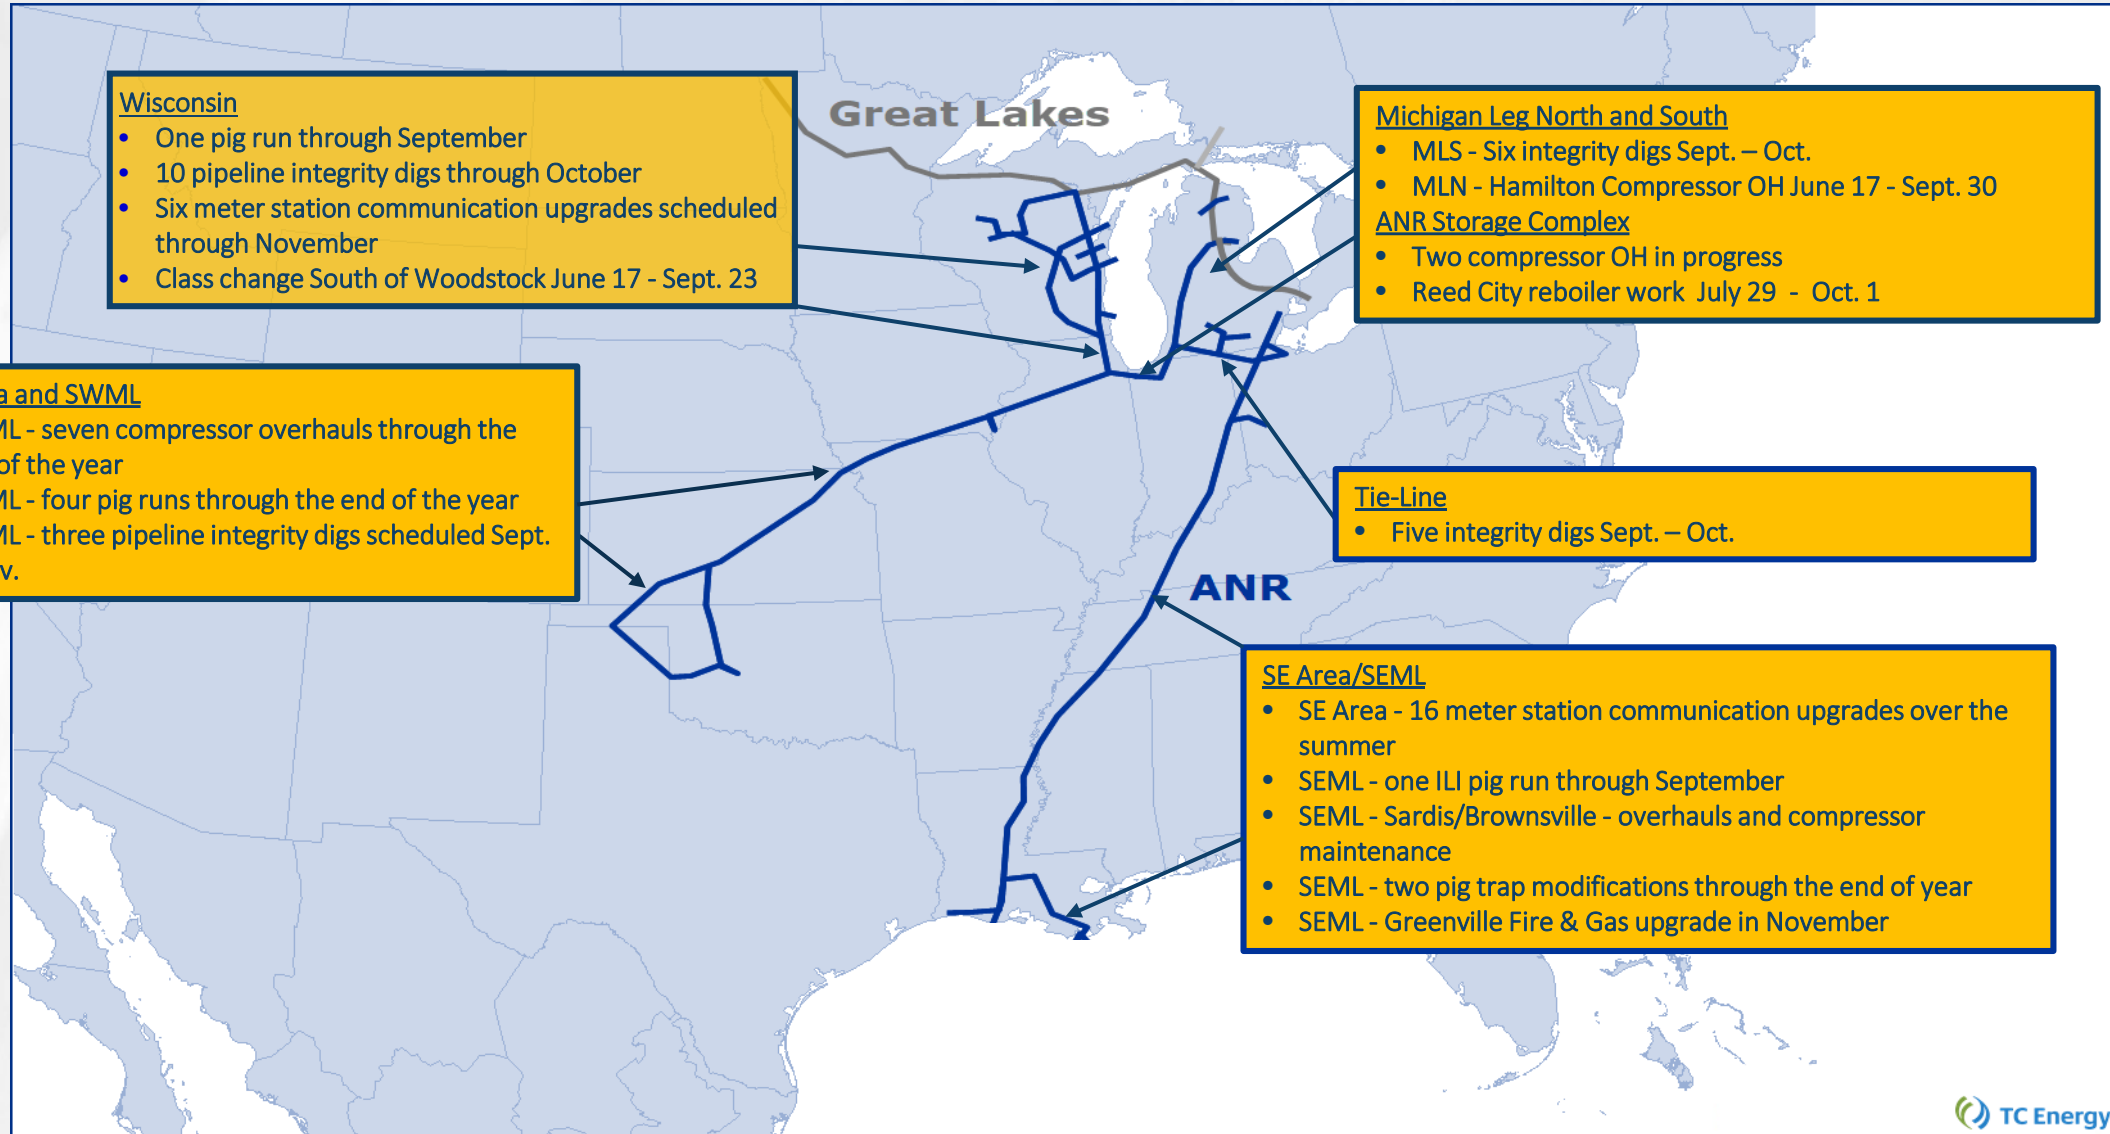 Wisconsin
• One pig run through September
• 10 pipeline integrity digs through October
• Six meter station communication upgrades scheduled
through November
• Class change South of Woodstock June 17 - Sept. 23
Great Lakes
Michigan Leg North and South
• MLS - Six integrity digs Sept. – Oct.
• MLN - Hamilton Compressor OH June 17 - Sept. 30
ANR Storage Complex
• Two compressor OH in progress
• Reed City reboiler work July 29 - Oct. 1
and SWML
- seven compressor overhauls through the
of the year
- four pig runs through the end of the year
- three pipeline integrity digs scheduled Sept.
Tie-Line
• Five integrity digs Sept. – Oct.
ANR
SE Area/SEML
• SE Area - 16 meter station communication upgrades over the
summer
• SEML - one ILI pig run through September
• SEML - Sardis/Brownsville - overhauls and compressor
maintenance
• SEML - two pig trap modifications through the end of year
• SEML - Greenville Fire & Gas upgrade in November
TC Energy